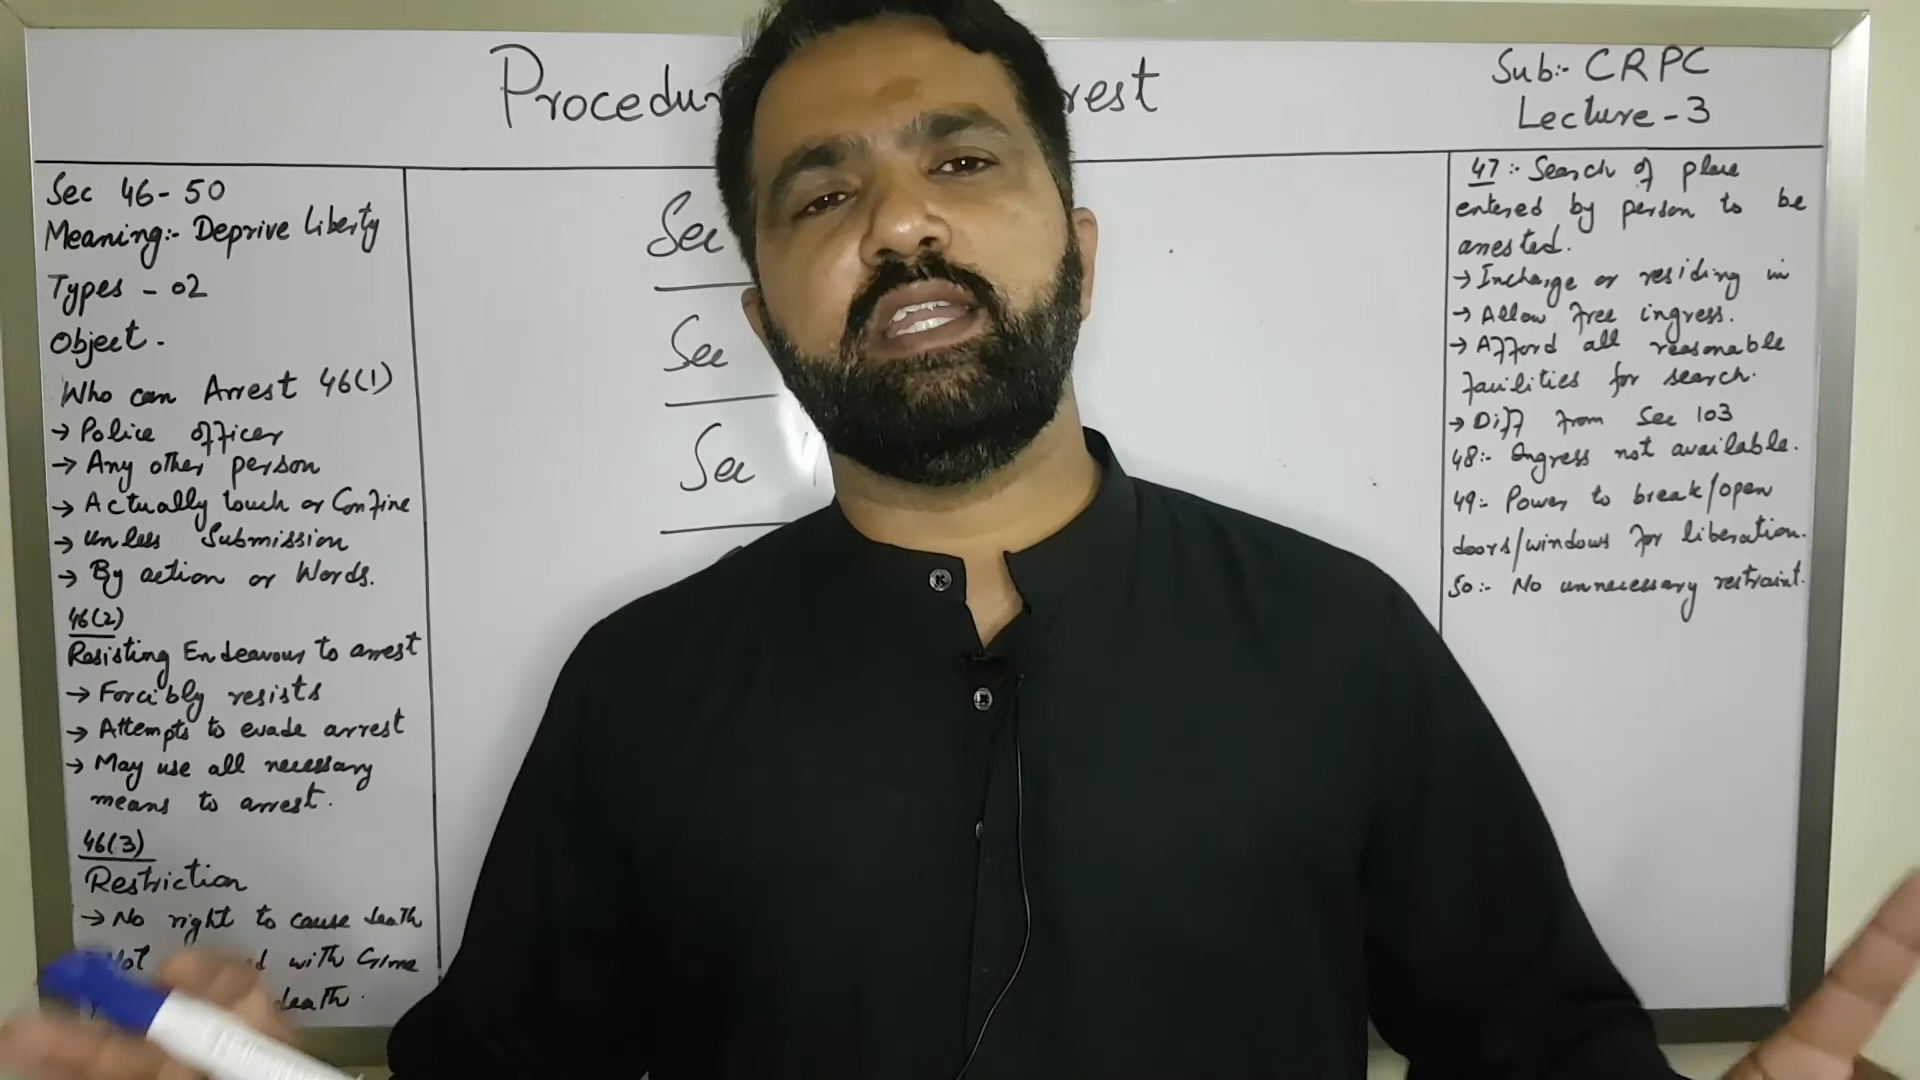 Procedur rest
Sub:- CRPC
Lecture - 3
Sec 46-50
Meaning:- Deprive liberty
Types - 02
Object.
Who can Arrest 46(1)
→ Police officer
→ Any other person
→ Actually touch or Confine
→ Unless Submission
→ By action or Words.
46(2)
Resisting Endeavour to arrest
→ Forcibly resists
→ Attempts to evade arrest
→ May use all necessary
means to arrest.
46(3)
Restriction
→ No right to cause death
Not with Crime
death.
Sec
Sec
Sec
47:- Search of place
entered by person to be
arrested.
→ Incharge or residing in
→ Allow free ingress.
→ Afford all reasonable
facilities for search.
→ Diff from Sec 103
48:- Ingress not available.
49:- Power to break/open
doors/windows for liberation.
50:- No unnecessary restraint.